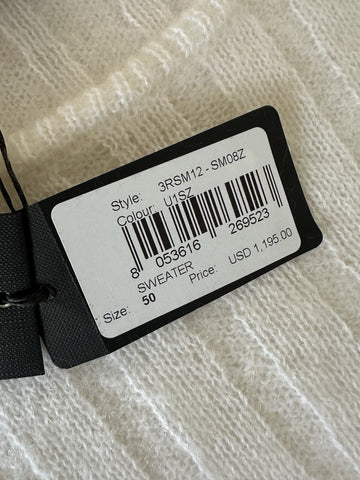 Style: 3RSM12 - SM08Z
Colour: U1SZ
8 053616 269523
SWEATER
Size: 50 Price: USD 1,195.00